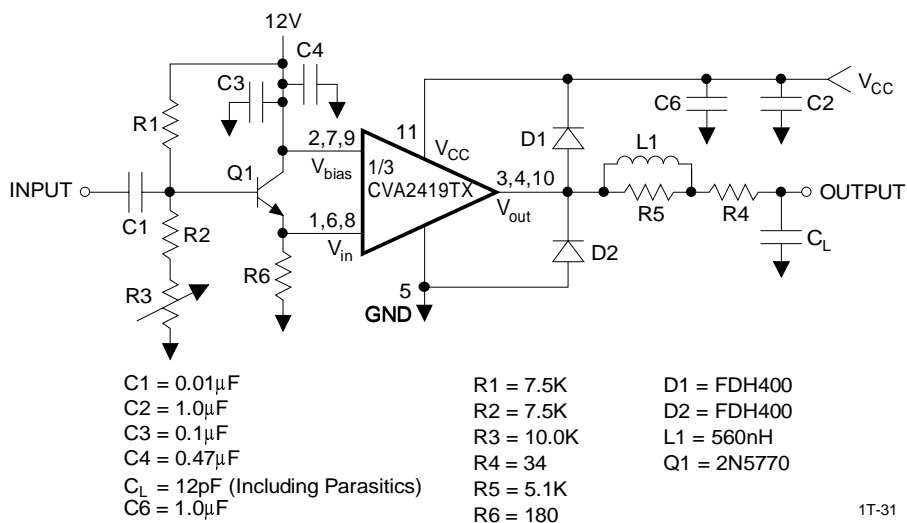 12V
C4
C3
R1
11
V_CC
C6
C2
D1
L1
2,7,9
V_bias
V_CC
Q1
1/3
CVA2419TX
3,4,10
V_out
INPUT
OUTPUT
C1
R2
1,6,8
V_in
R5
R4
C_L
R6
D2
R3
5
GND
C1 = 0.01μF
C2 = 1.0μF
C3 = 0.1μF
C4 = 0.47μF
C_L = 12pF (Including Parasitics)
C6 = 1.0μF
R1 = 7.5K
R2 = 7.5K
R3 = 10.0K
R4 = 34
R5 = 5.1K
R6 = 180
D1 = FDH400
D2 = FDH400
L1 = 560nH
Q1 = 2N5770
1T-31